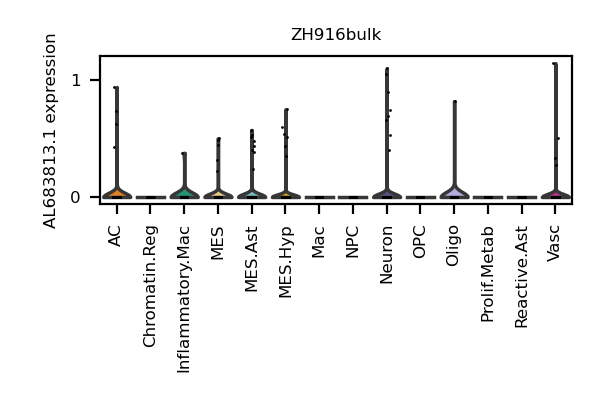 ZH916bulk
AL683813.1 expression
1
0
AC
Chromatin.Reg
Inflammatory.Mac
MES
MES.Ast
MES.Hyp
Mac
NPC
Neuron
OPC
Oligo
Prolif.Metab
Reactive.Ast
Vasc